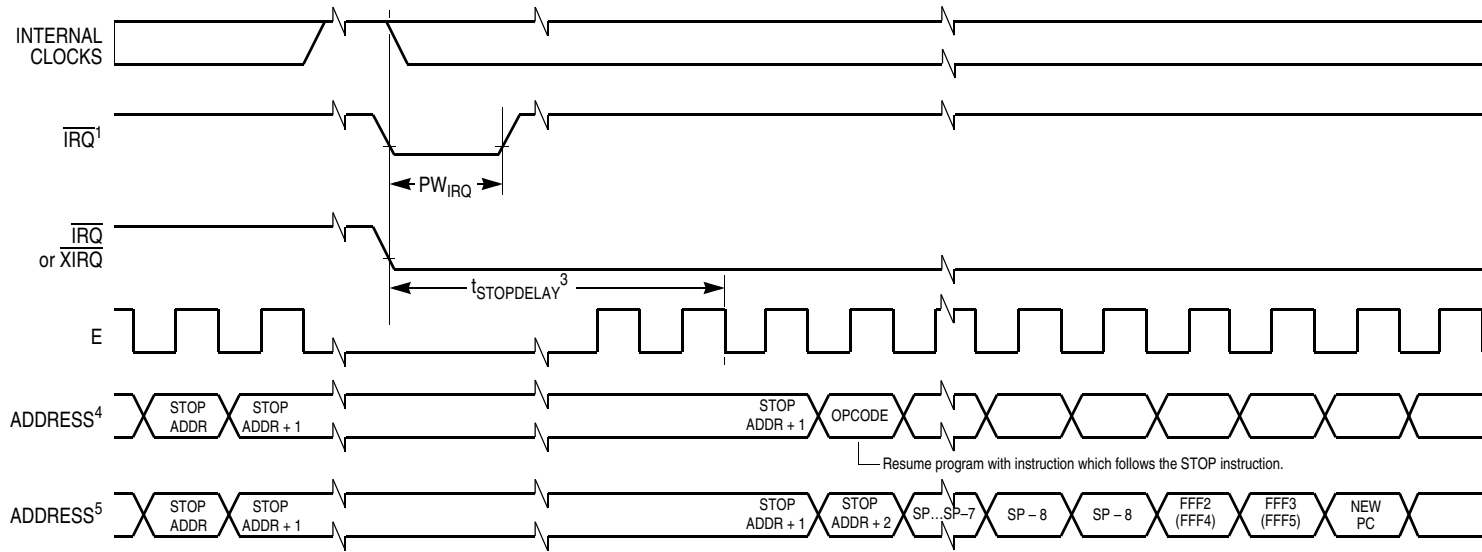 INTERNAL
CLOCKS
IRQ1
PWIRQ
IRQ
or XIRQ
tSTOPDELAY3
E
ADDRESS4
STOP
ADDR
STOP
ADDR + 1
STOP
ADDR + 1
OPCODE
Resume program with instruction which follows the STOP instruction.
ADDRESS5
STOP
ADDR
STOP
ADDR + 1
STOP
ADDR + 1
STOP
ADDR + 2
SP…SP–7
SP – 8
SP – 8
FFF2
(FFF4)
FFF3
(FFF5)
NEW
PC